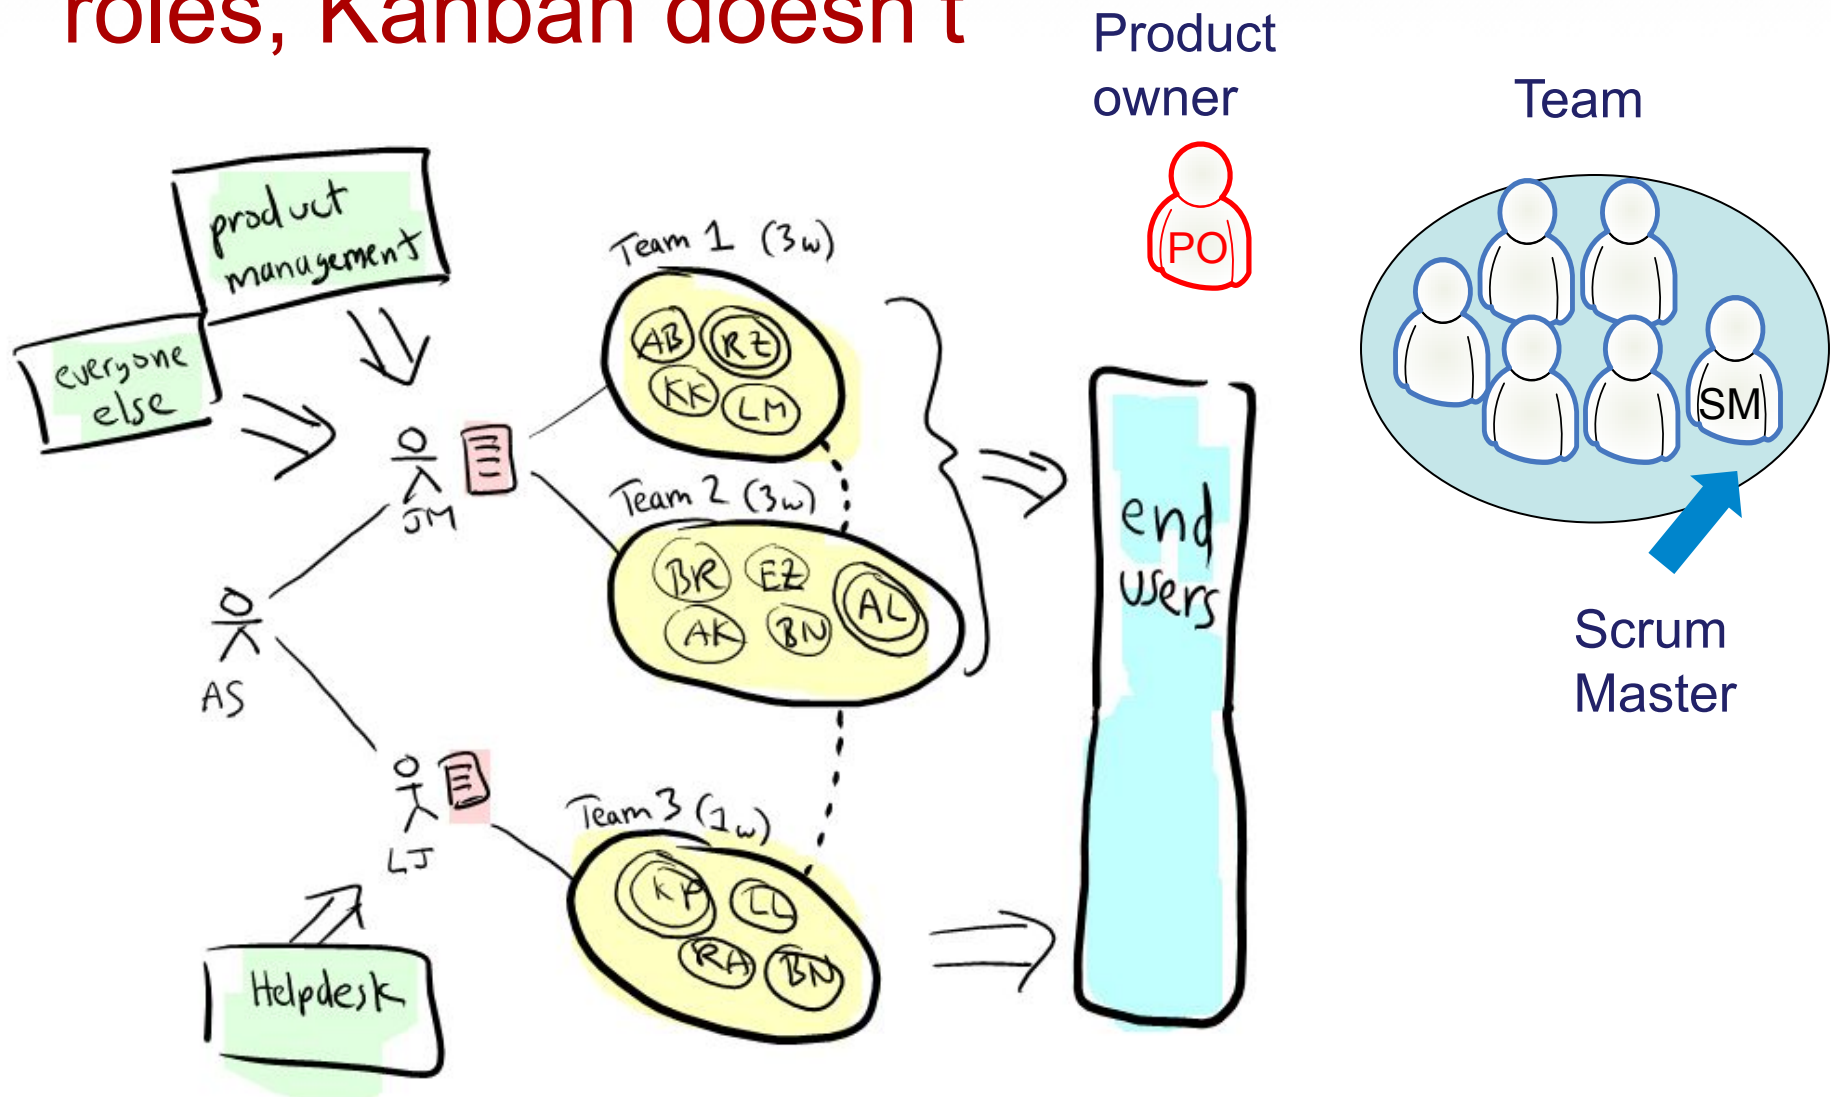 roles, Kanban doesn't
Product
owner
Team
PO
SM
Scrum
Master
product
management
everyone
else
JM
AS
LJ
Helpdesk
Team 1 (3w)
AB
RZ
KK
LM
Team 2 (3w)
BR
EZ
AL
AK
BN
Team 3 (1w)
KP
LL
RA
BN
end
users